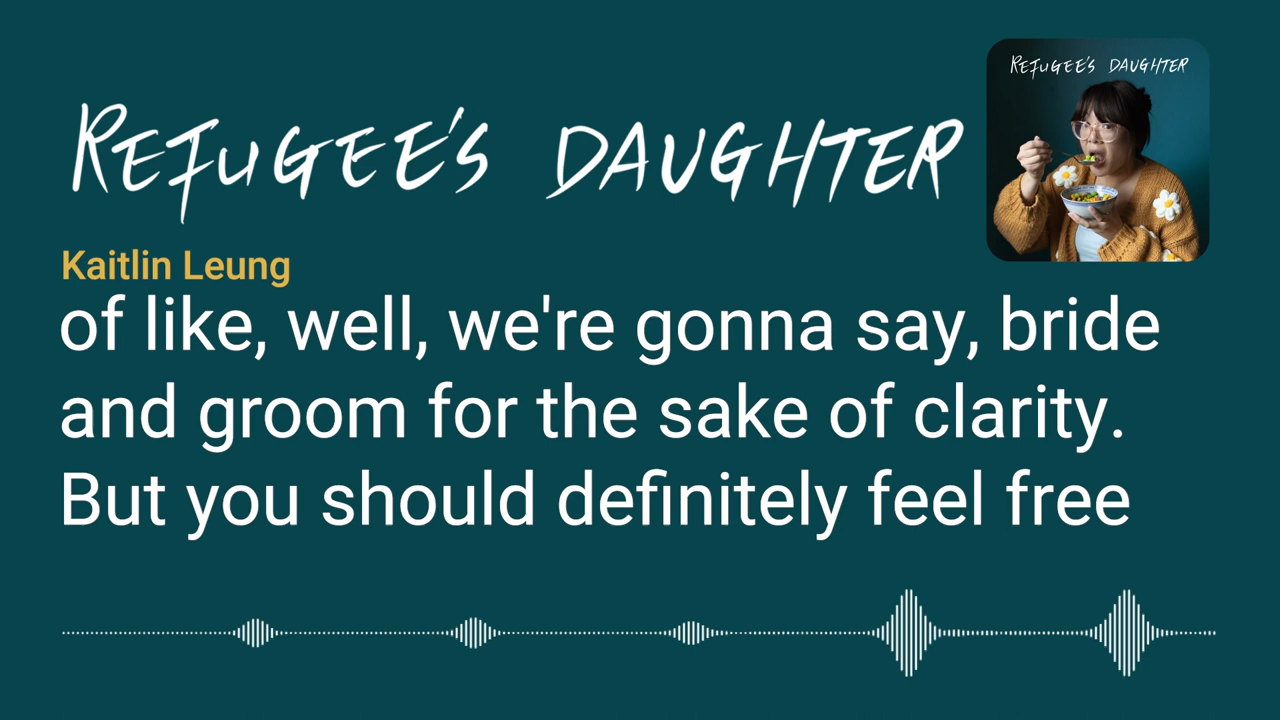 REFUGEE'S DAUGHTER
REFUGEE'S DAUGHTER
Kaitlin Leung
of like, well, we're gonna say, bride
and groom for the sake of clarity.
But you should definitely feel free